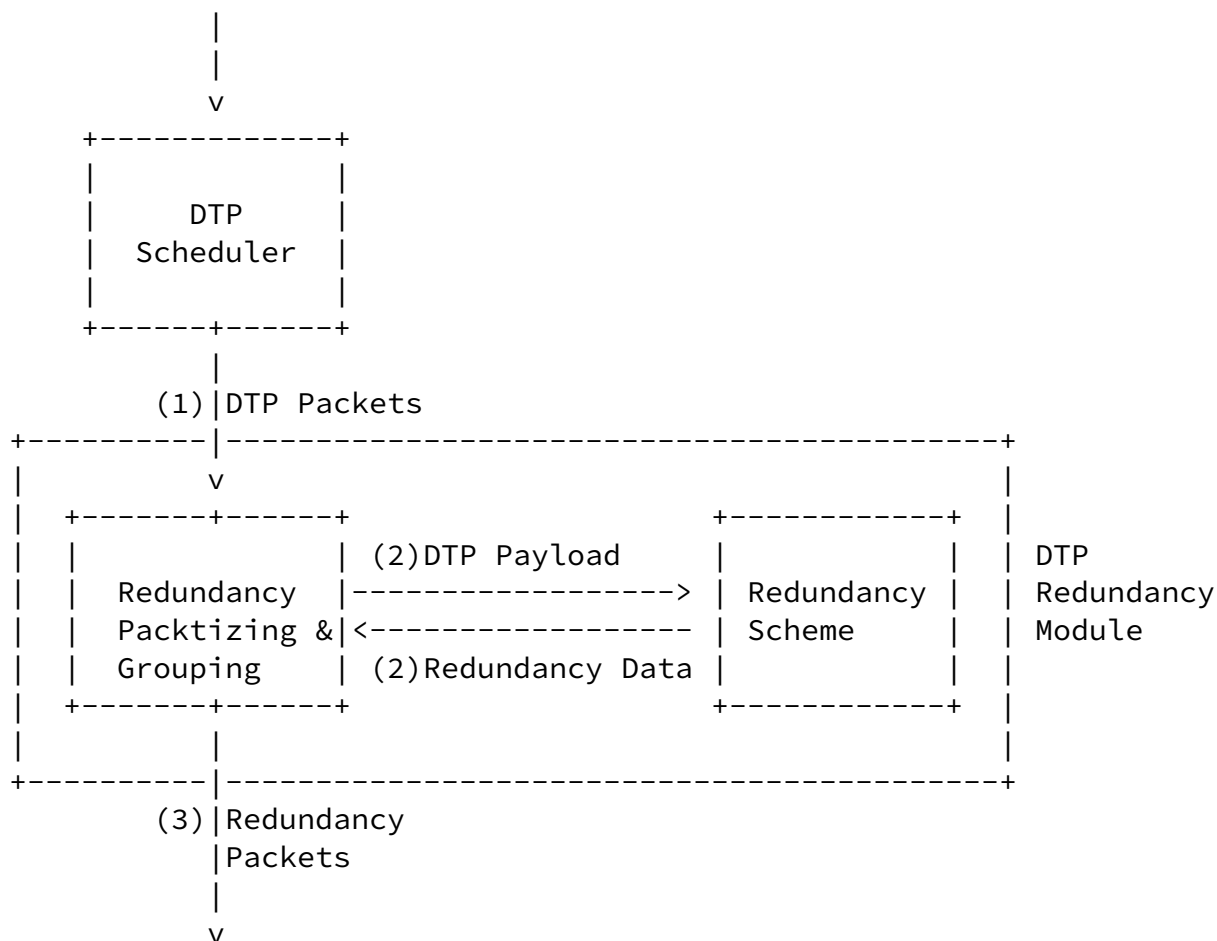 DTP
Scheduler
(1) DTP Packets
(2)DTP Payload DTP
Redundancy Redundancy Redundancy
Packtizing & Scheme Module
Grouping (2)Redundancy Data
(3) Redundancy
Packets